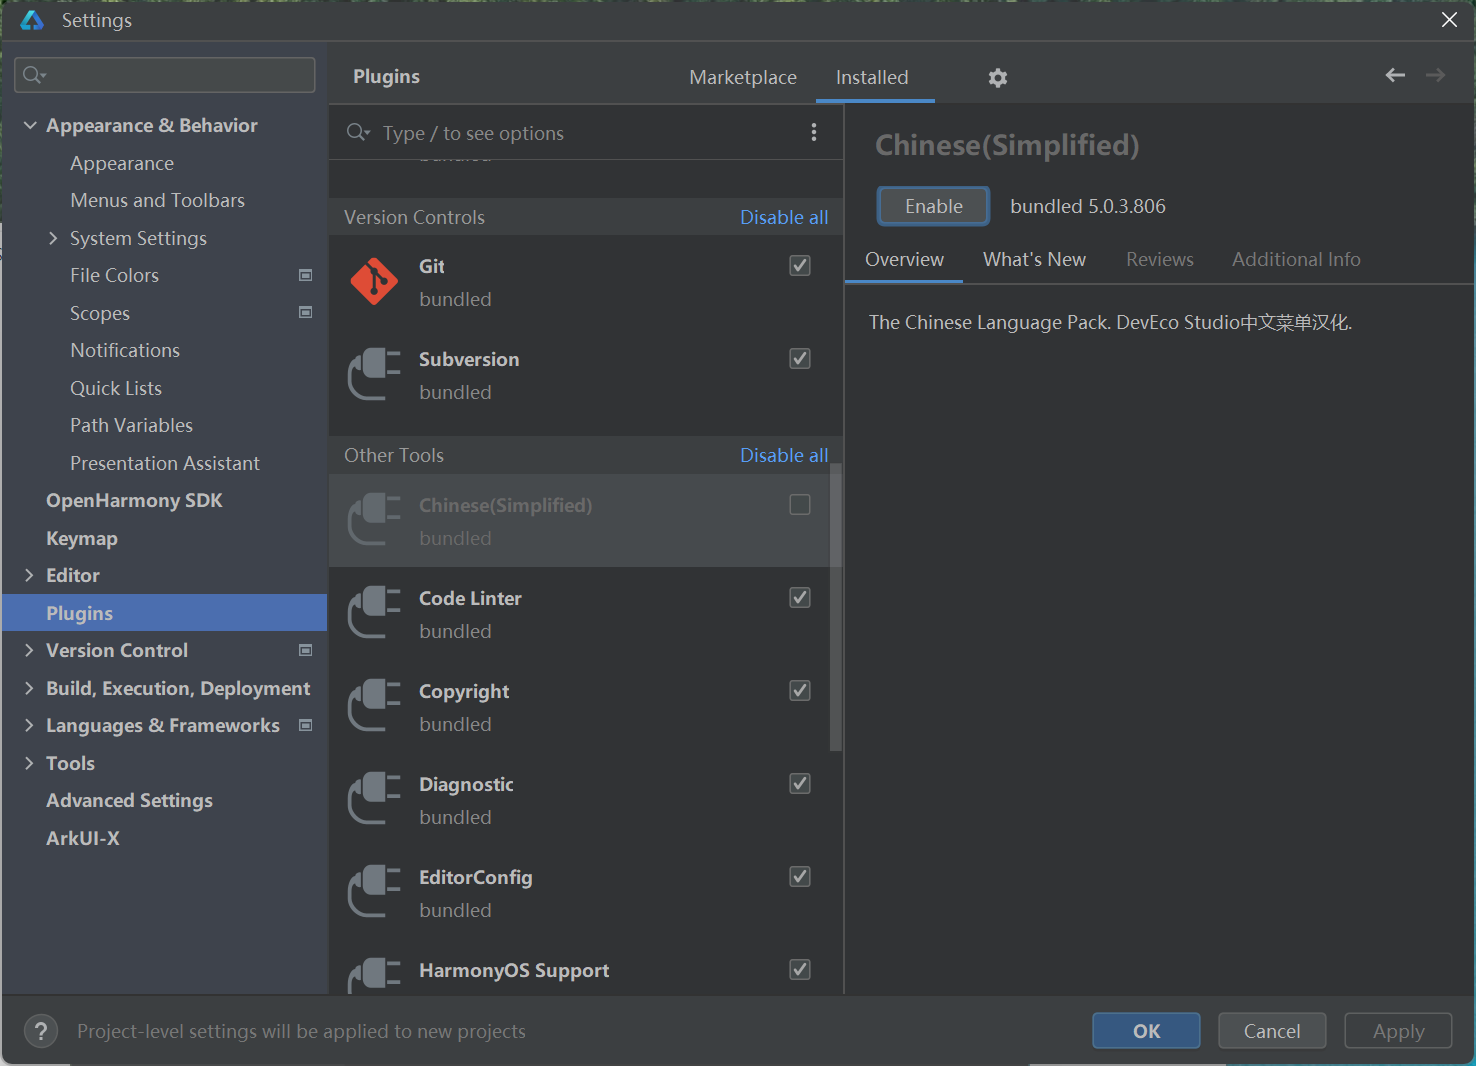 Settings
Appearance & Behavior
Appearance
Menus and Toolbars
System Settings
File Colors
Scopes
Notifications
Quick Lists
Path Variables
Presentation Assistant
OpenHarmony SDK
Keymap
Editor
Plugins
Version Control
Build, Execution, Deployment
Languages & Frameworks
Tools
Advanced Settings
ArkUI-X
Plugins
Marketplace
Installed
Type / to see options
Version Controls
Disable all
Git
bundled
Subversion
bundled
Other Tools
Disable all
Chinese(Simplified)
bundled
Code Linter
bundled
Copyright
bundled
Diagnostic
bundled
EditorConfig
bundled
HarmonyOS Support
Chinese(Simplified)
Enable
bundled 5.0.3.806
Overview
What's New
Reviews
Additional Info
The Chinese Language Pack. DevEco Studio中文菜单汉化.
?
Project-level settings will be applied to new projects
OK
Cancel
Apply